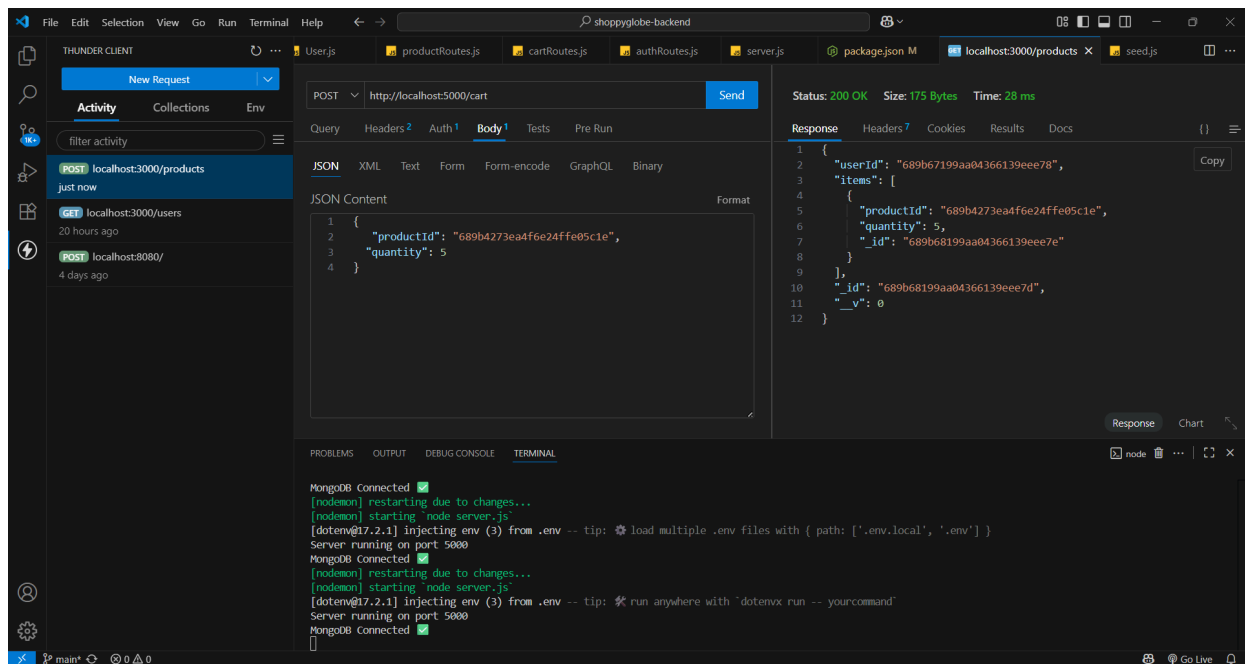 File Edit Selection View Go Run Terminal Help
shoppyglobe-backend
THUNDER CLIENT
New Request
Activity Collections Env
filter activity
POST localhost:3000/products
just now
GET localhost:3000/users
20 hours ago
POST localhost:8080/
4 days ago
1K+
User.js productRoutes.js cartRoutes.js authRoutes.js server.js package.json M GET localhost:3000/products seed.js
POST http://localhost:5000/cart Send
Query Headers 2 Auth 1 Body 1 Tests Pre Run
JSON XML Text Form Form-encode GraphQL Binary
JSON Content Format
1 {
2 "productId": "689b4273ea4f6e24ffe05c1e",
3 "quantity": 5
4 }
Status: 200 OK Size: 175 Bytes Time: 28 ms
Response Headers 7 Cookies Results Docs { }
Copy
1 {
2 "userId": "689b67199aa04366139eee78",
3 "items": [
4 {
5 "productId": "689b4273ea4f6e24ffe05c1e",
6 "quantity": 5,
7 "_id": "689b68199aa04366139eee7e"
8 }
9 ],
10 "_id": "689b68199aa04366139eee7d",
11 "__v": 0
12 }
Response Chart
PROBLEMS OUTPUT DEBUG CONSOLE TERMINAL node
MongoDB Connected ✅
[nodemon] restarting due to changes...
[nodemon] starting `node server.js`
[dotenv@17.2.1] injecting env (3) from .env -- tip: ⚙️ load multiple .env files with { path: ['.env.local', '.env'] }
Server running on port 5000
MongoDB Connected ✅
[nodemon] restarting due to changes...
[nodemon] starting `node server.js`
[dotenv@17.2.1] injecting env (3) from .env -- tip: 🛠️ run anywhere with `dotenvx run -- yourcommand`
Server running on port 5000
MongoDB Connected ✅
main* 0 0 Go Live